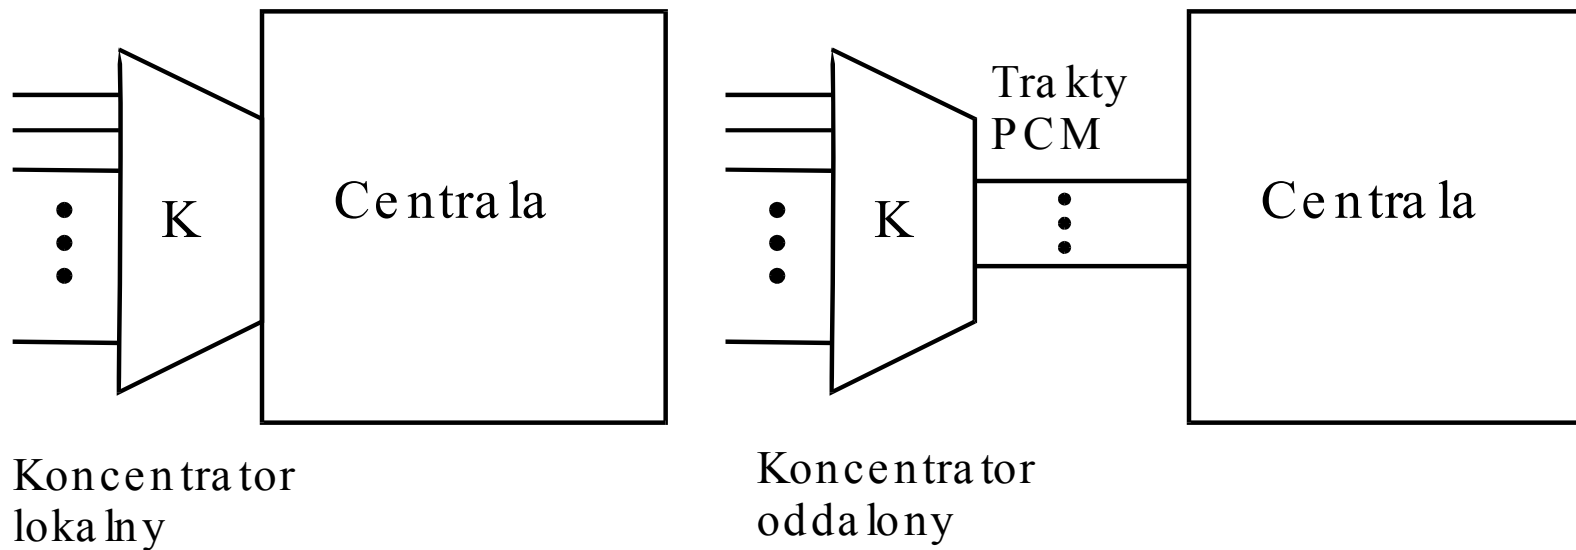 K
Centrala
Koncentrator
lokalny
Trakty
PCM
K
Centrala
Koncentrator
oddalony